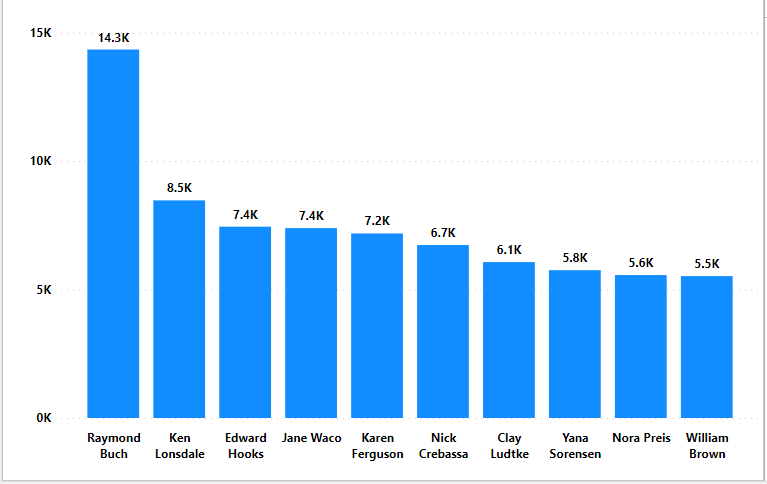 15K
14.3K
8.5K
7.4K
7.4K
7.2K
6.7K
6.1K
5.8K
5.6K
5.5K
10K
5K
0K
Raymond
Buch
Ken
Lonsdale
Edward
Hooks
Jane Waco
Karen
Ferguson
Nick
Crebassa
Clay
Ludtke
Yana
Sorensen
Nora Preis
William
Brown